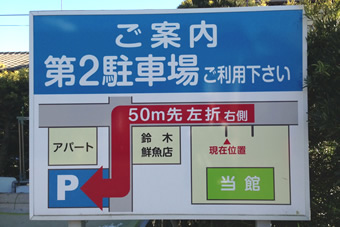 ご案内
第2駐車場ご利用下さい
50m先左折右側
アパート
鈴木
鮮魚店
現在位置
P
当館